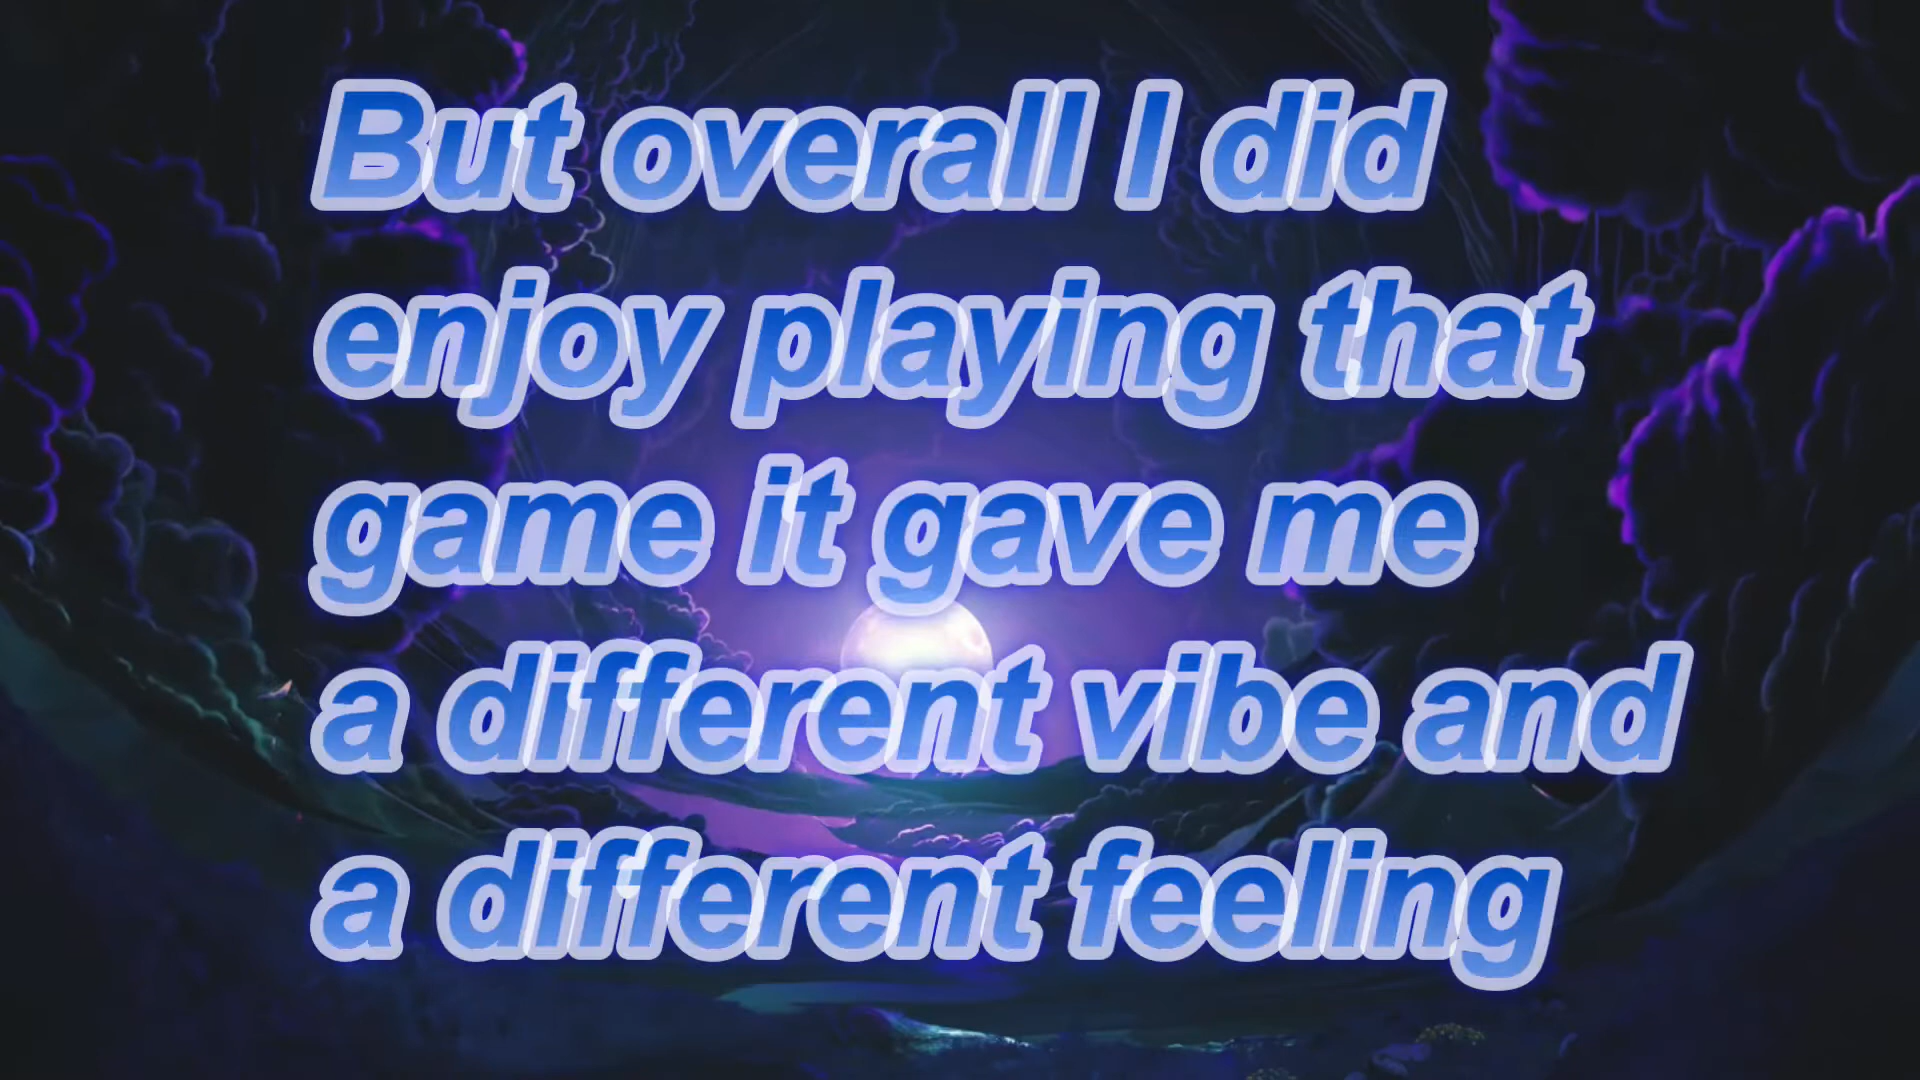 But overall I did
enjoy playing that
game it gave me
a different vibe and
a different feeling